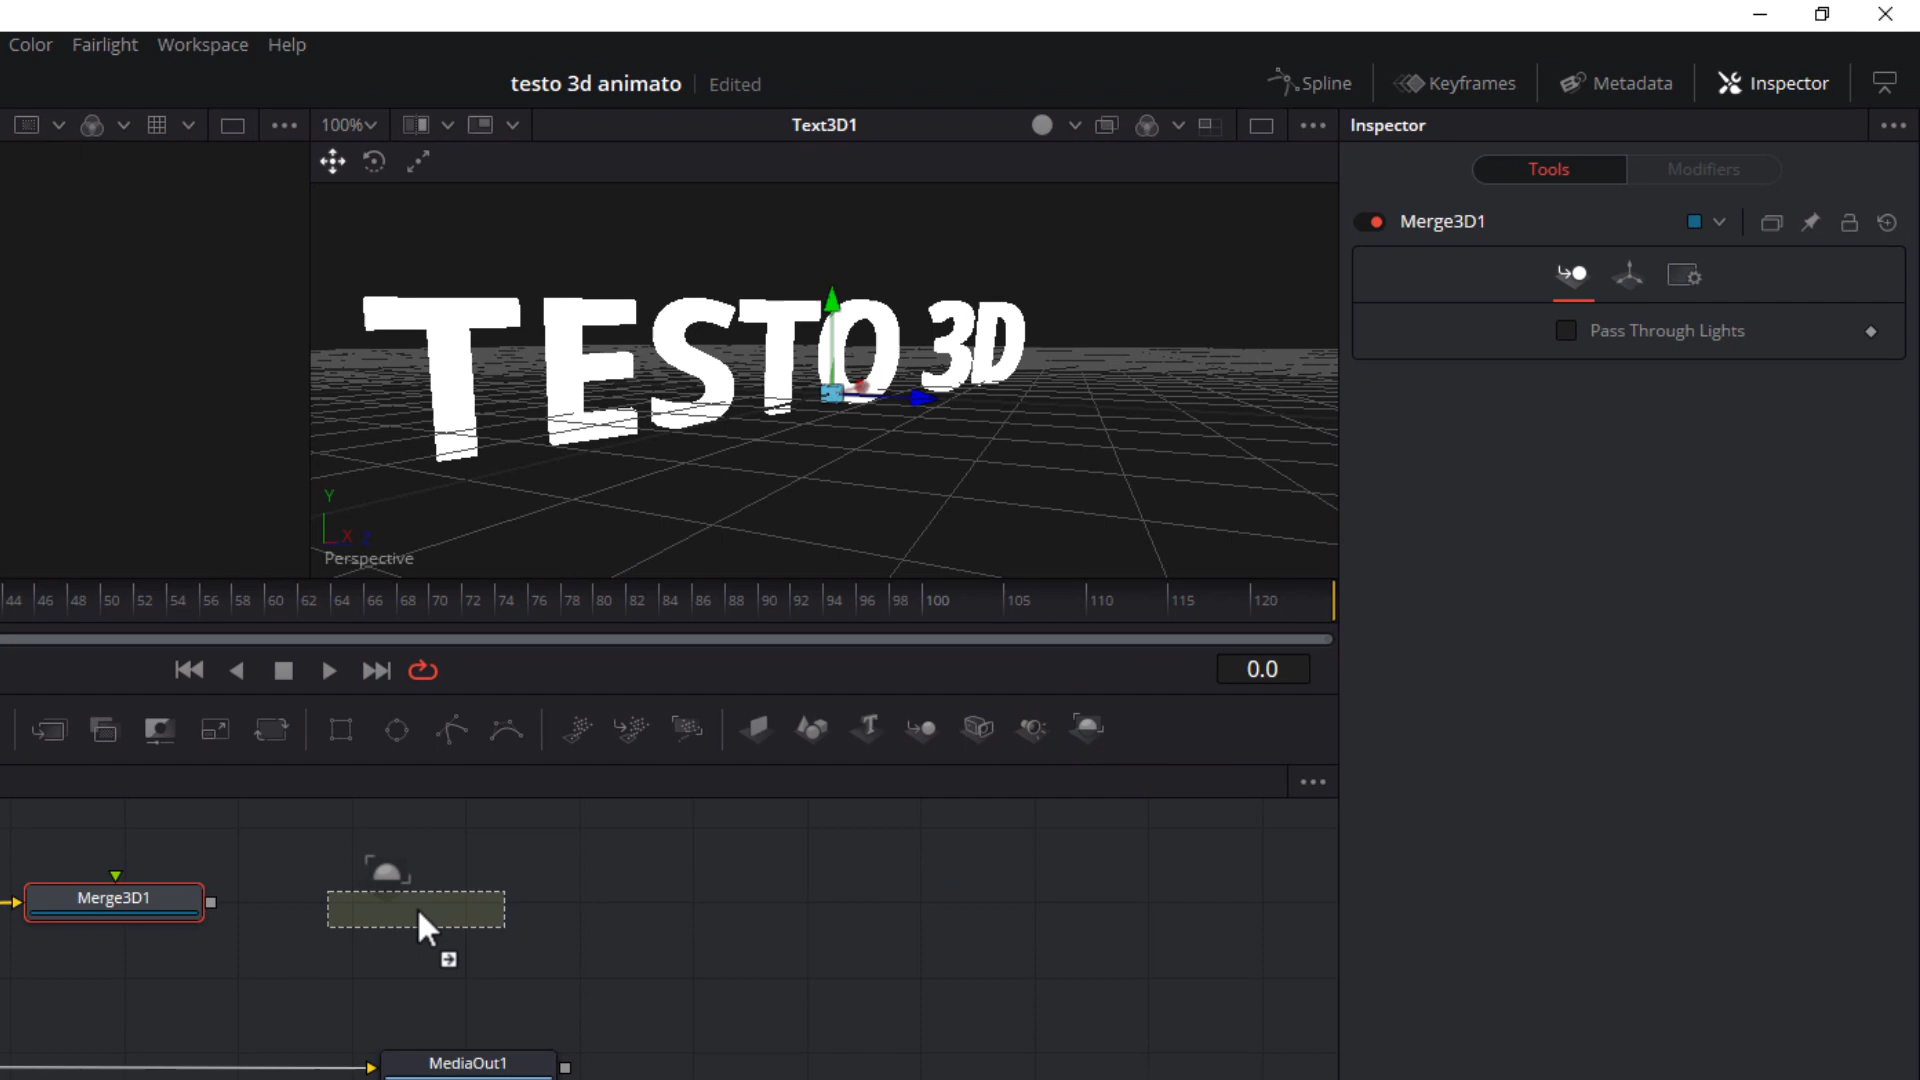 Color Fairlight Workspace Help
testo 3d animato Edited
Spline Keyframes Metadata Inspector
100% Text3D1 Inspector
Tools Modifiers
Merge3D1
Pass Through Lights
TESTO 3D
Y
X Z
Perspective
44 46 48 50 52 54 56 58 60 62 64 66 68 70 72 74 76 78 80 82 84 86 88 90 92 94 96 98 100 105 110 115 120
0.0
T
Merge3D1
MediaOut1